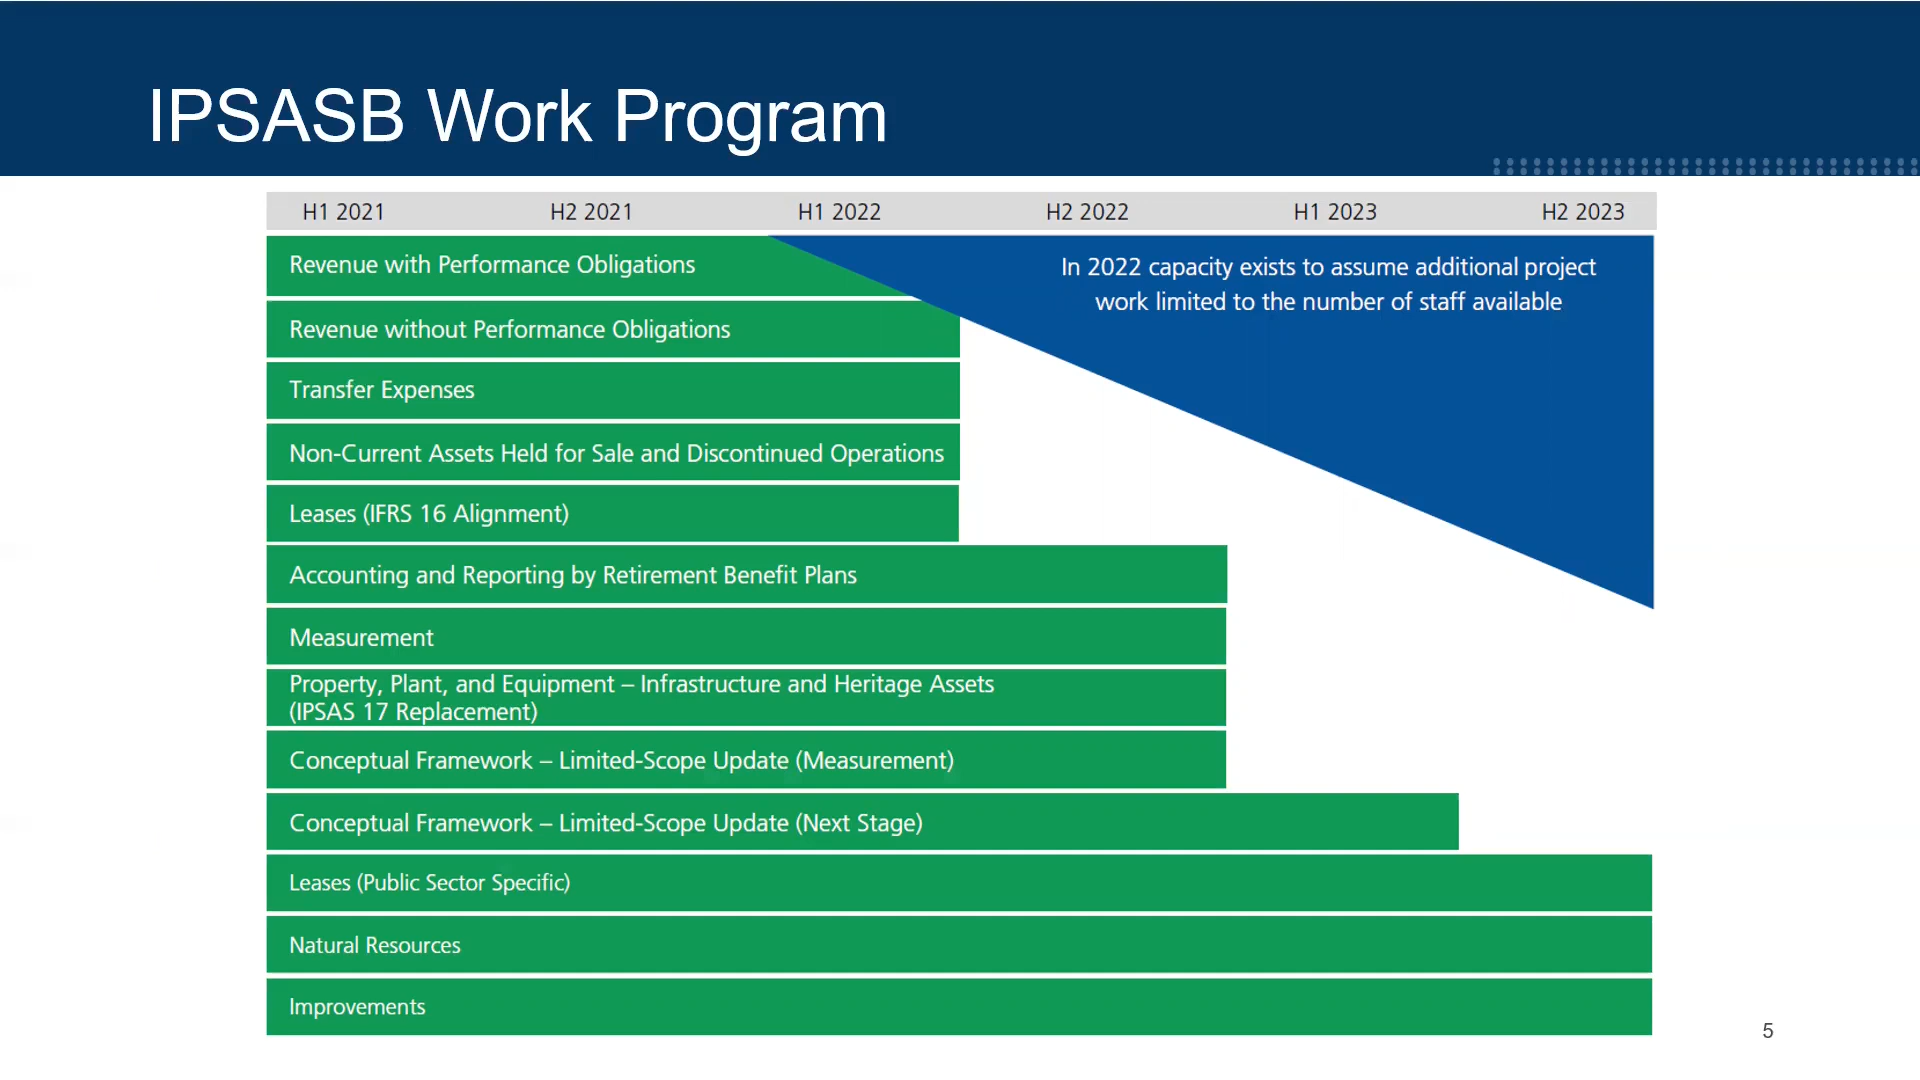 IPSASB Work Program
H1 2021 H2 2021 H1 2022 H2 2022 H1 2023 H2 2023
Revenue with Performance Obligations
In 2022 capacity exists to assume additional project
work limited to the number of staff available
Revenue without Performance Obligations
Transfer Expenses
Non-Current Assets Held for Sale and Discontinued Operations
Leases (IFRS 16 Alignment)
Accounting and Reporting by Retirement Benefit Plans
Measurement
Property, Plant, and Equipment – Infrastructure and Heritage Assets
(IPSAS 17 Replacement)
Conceptual Framework – Limited-Scope Update (Measurement)
Conceptual Framework – Limited-Scope Update (Next Stage)
Leases (Public Sector Specific)
Natural Resources
Improvements
5